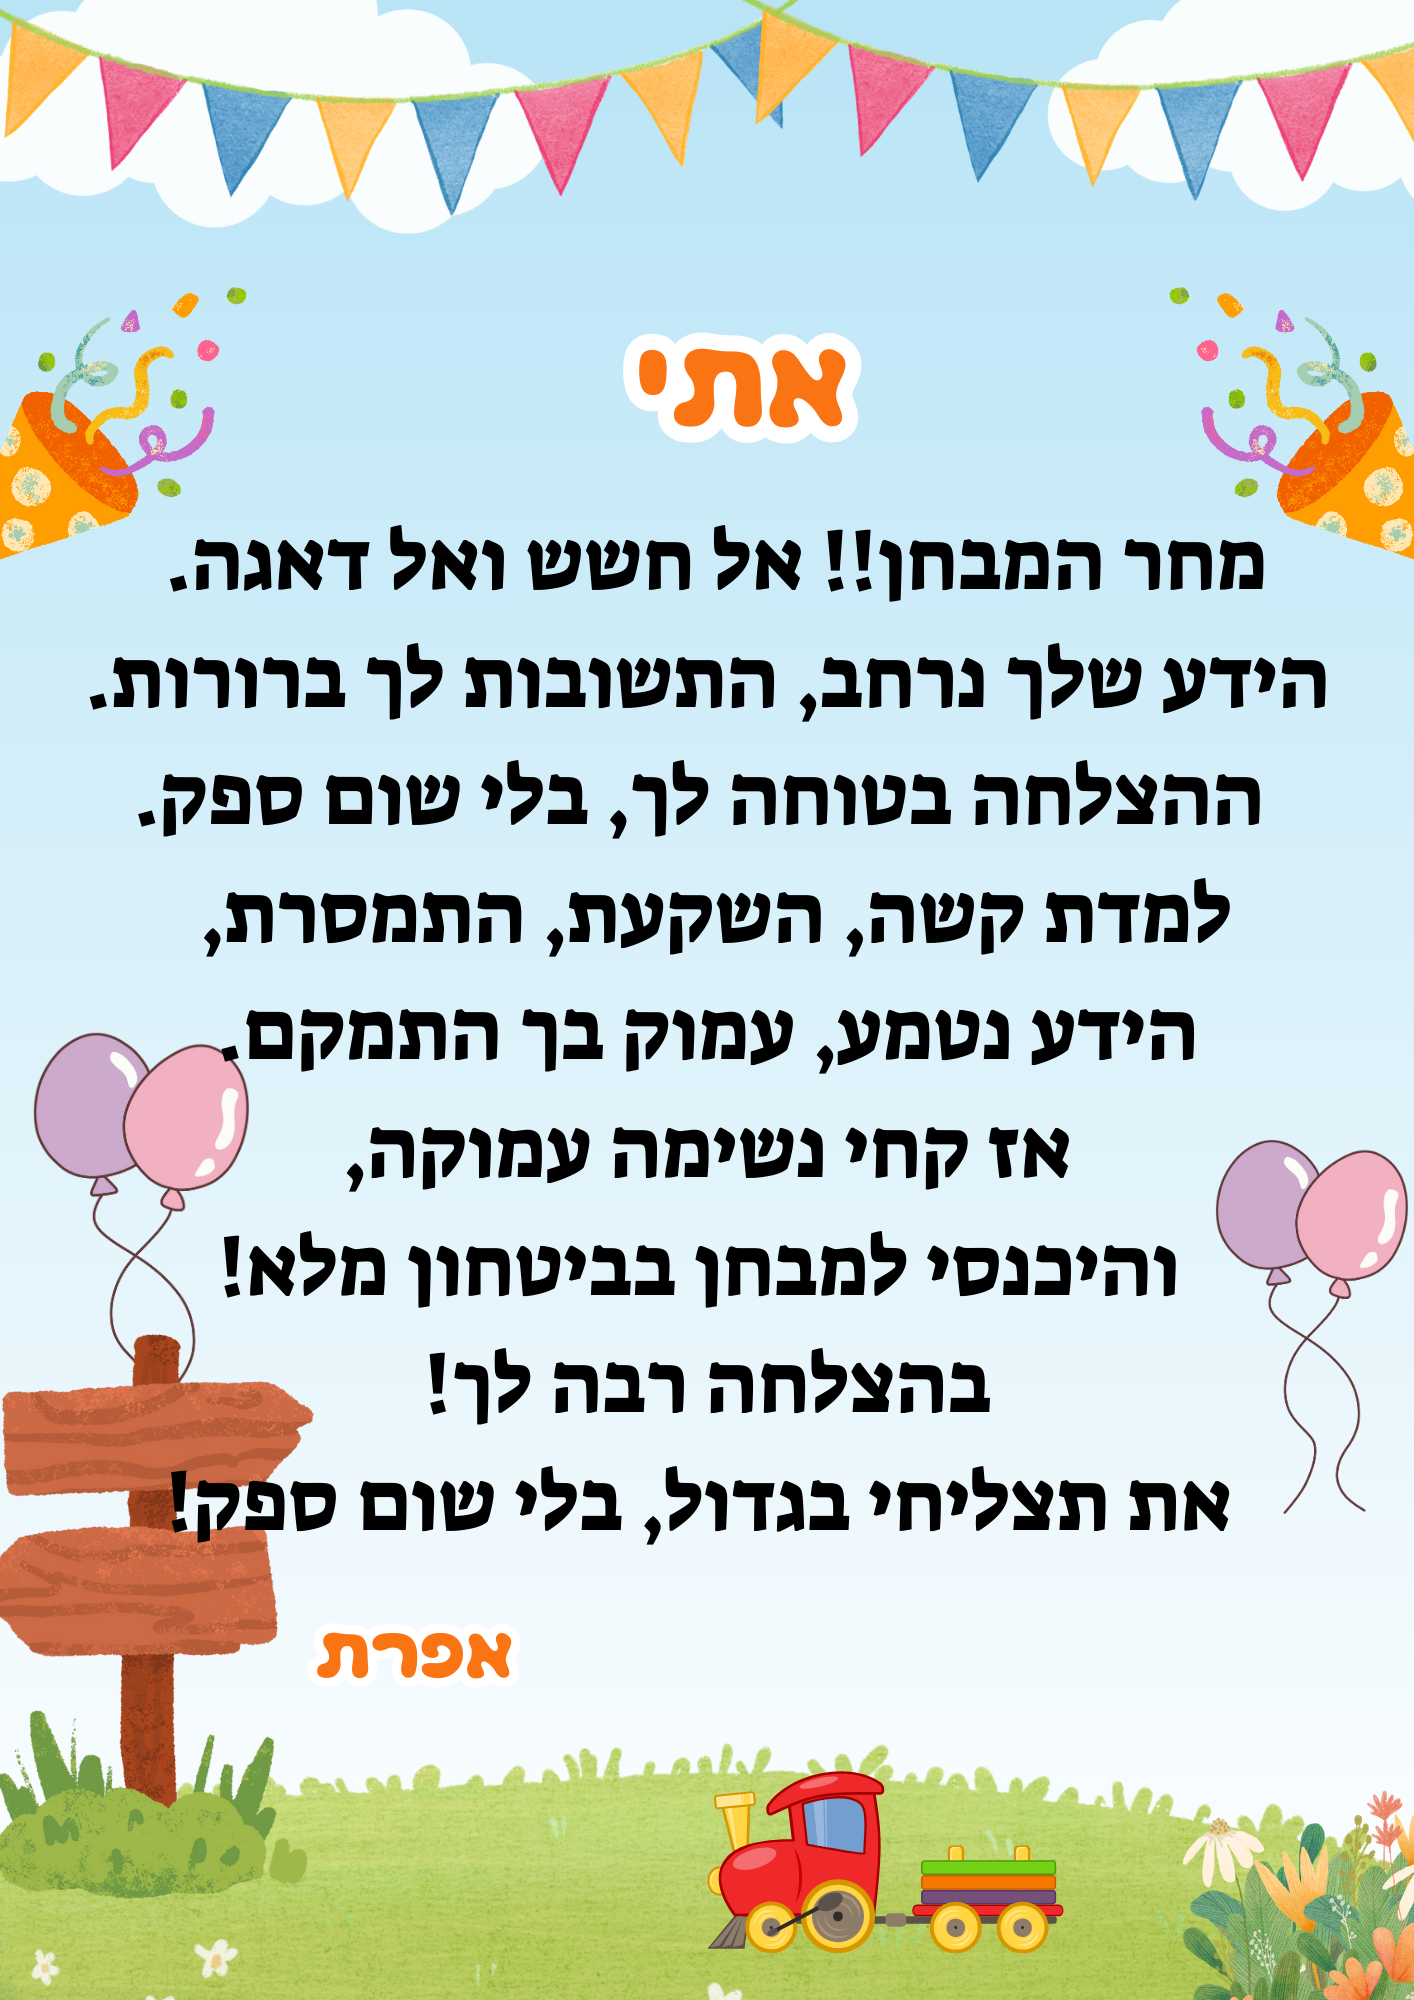 אתי
מחר המבחן!! אל חשש ואל דאגה.
הידע שלך נרחב, התשובות לך ברורות.
ההצלחה בטוחה לך, בלי שום ספק.
למדת קשה, השקעת, התמסרת,
הידע נטמע, עמוק בך התמקם.
אז קחי נשימה עמוקה,
והיכנסי למבחן בביטחון מלא!
בהצלחה רבה לך!
את תצליחי בגדול, בלי שום ספק!
אפרת